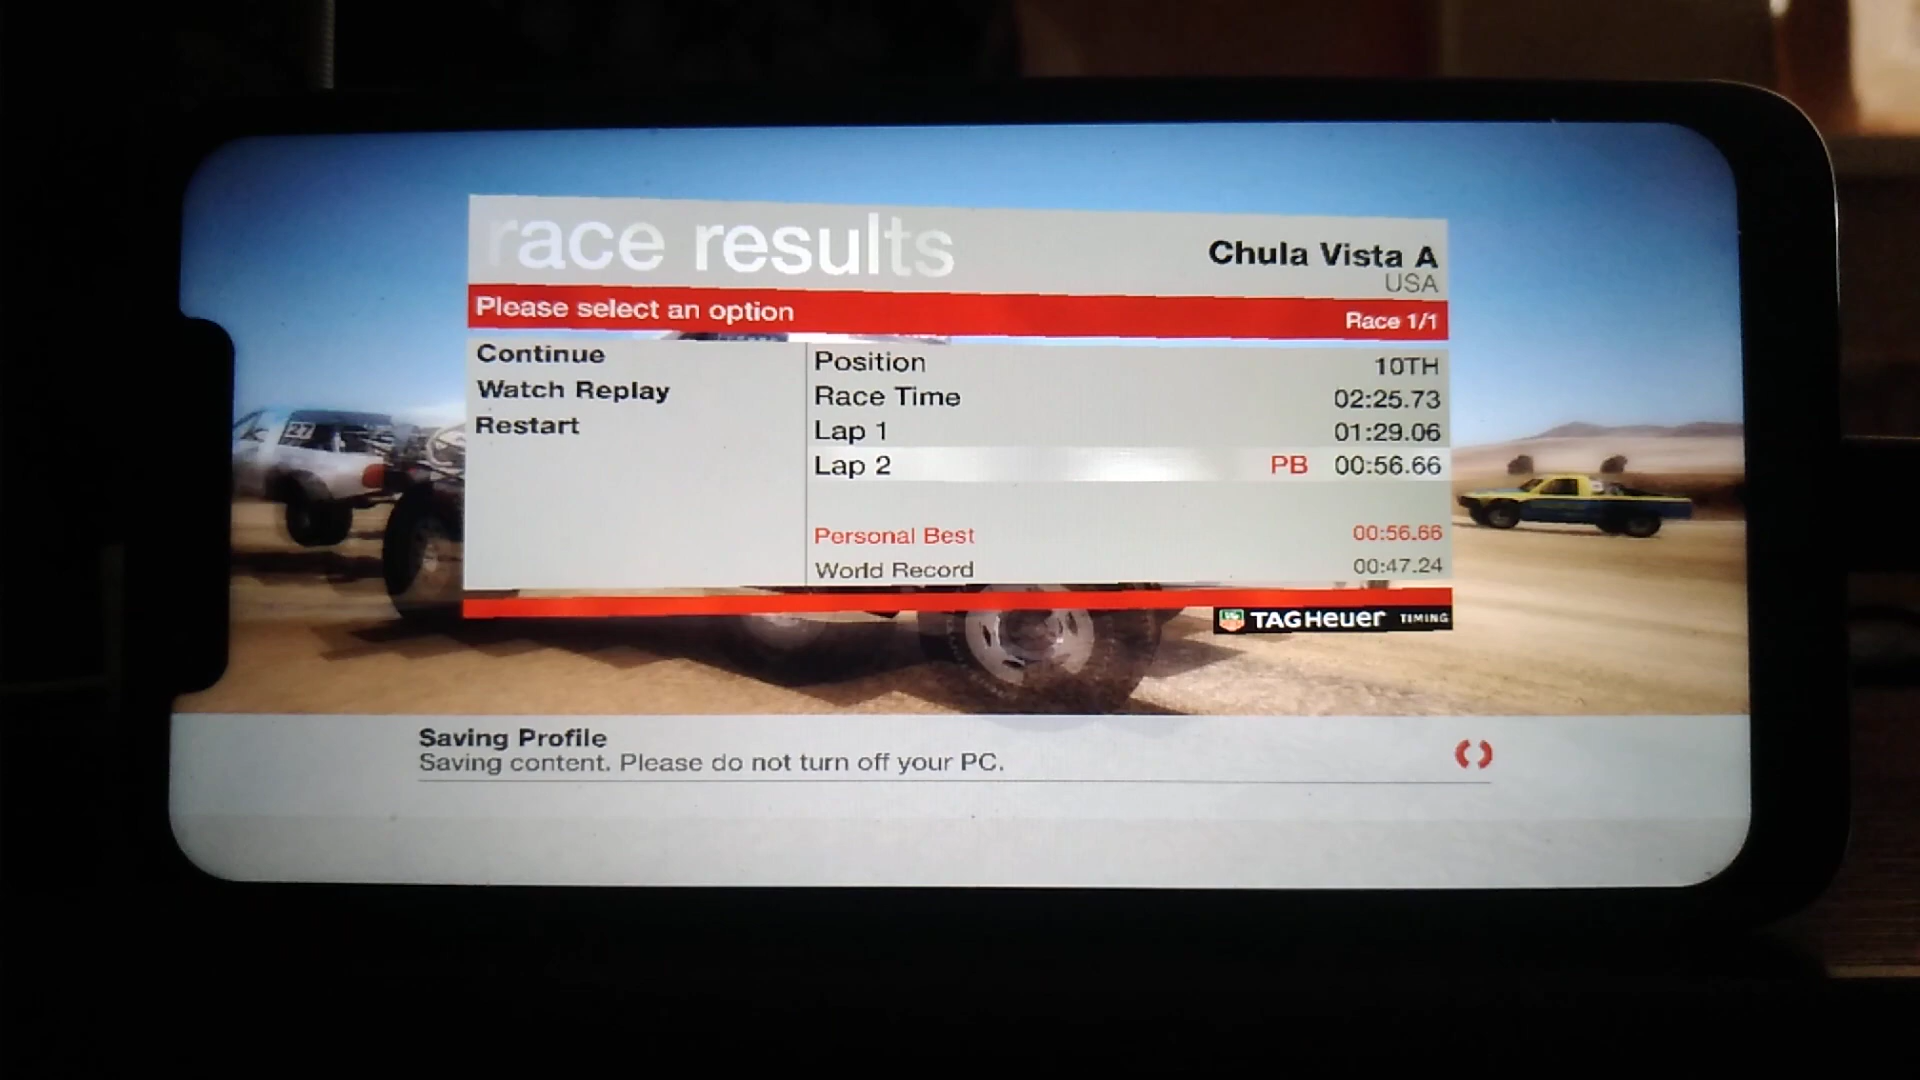 race results
Chula Vista A
USA
Please select an option
Race 1/1
Continue
Watch Replay
Restart
Position 10TH
Race Time 02:25.73
Lap 1 01:29.06
Lap 2 PB 00:56.66
Personal Best 00:56.66
World Record 00:47.24
TAGHeuer TIMING
27
Saving Profile
Saving content. Please do not turn off your PC.